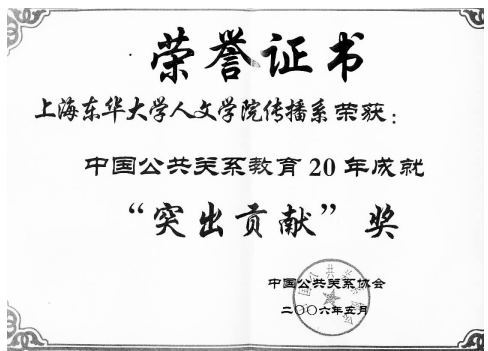 荣誉证书
上海东华大学人文学院传播系荣获：
中国公共关系教育20年成就
“突出贡献”奖
中国公共关系协会
二〇〇六年五月